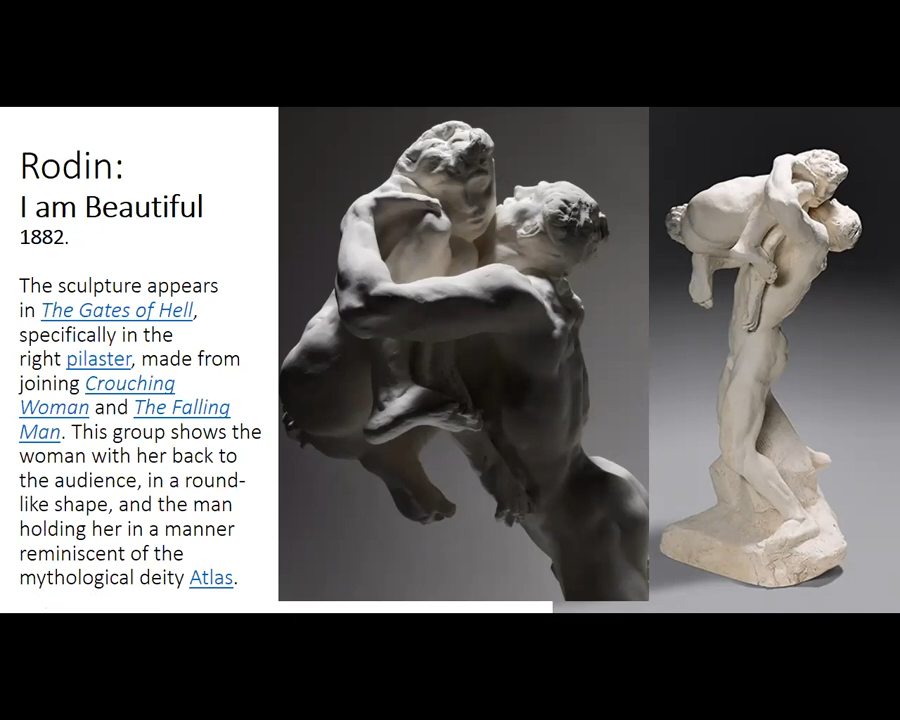 Rodin:
I am Beautiful
1882.
The sculpture appears
in The Gates of Hell,
specifically in the
right pilaster, made from
joining Crouching
Woman and The Falling
Man. This group shows the
woman with her back to
the audience, in a round-
like shape, and the man
holding her in a manner
reminiscent of the
mythological deity Atlas.